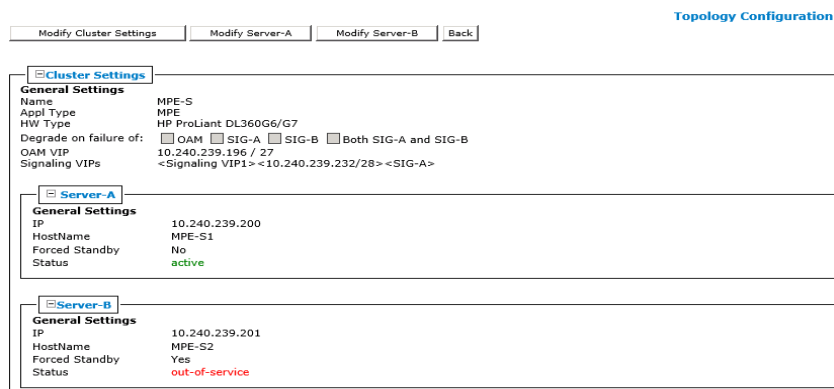 Topology Configuration
Modify Cluster Settings Modify Server-A Modify Server-B Back
Cluster Settings
General Settings
Name MPE-S
Appl Type MPE
HW Type HP ProLiant DL360G6/G7
Degrade on failure of: OAM SIG-A SIG-B Both SIG-A and SIG-B
OAM VIP 10.240.239.196 / 27
Signaling VIPs <Signaling VIP1><10.240.239.232/28><SIG-A>
Server-A
General Settings
IP 10.240.239.200
HostName MPE-S1
Forced Standby No
Status active
Server-B
General Settings
IP 10.240.239.201
HostName MPE-S2
Forced Standby Yes
Status out-of-service